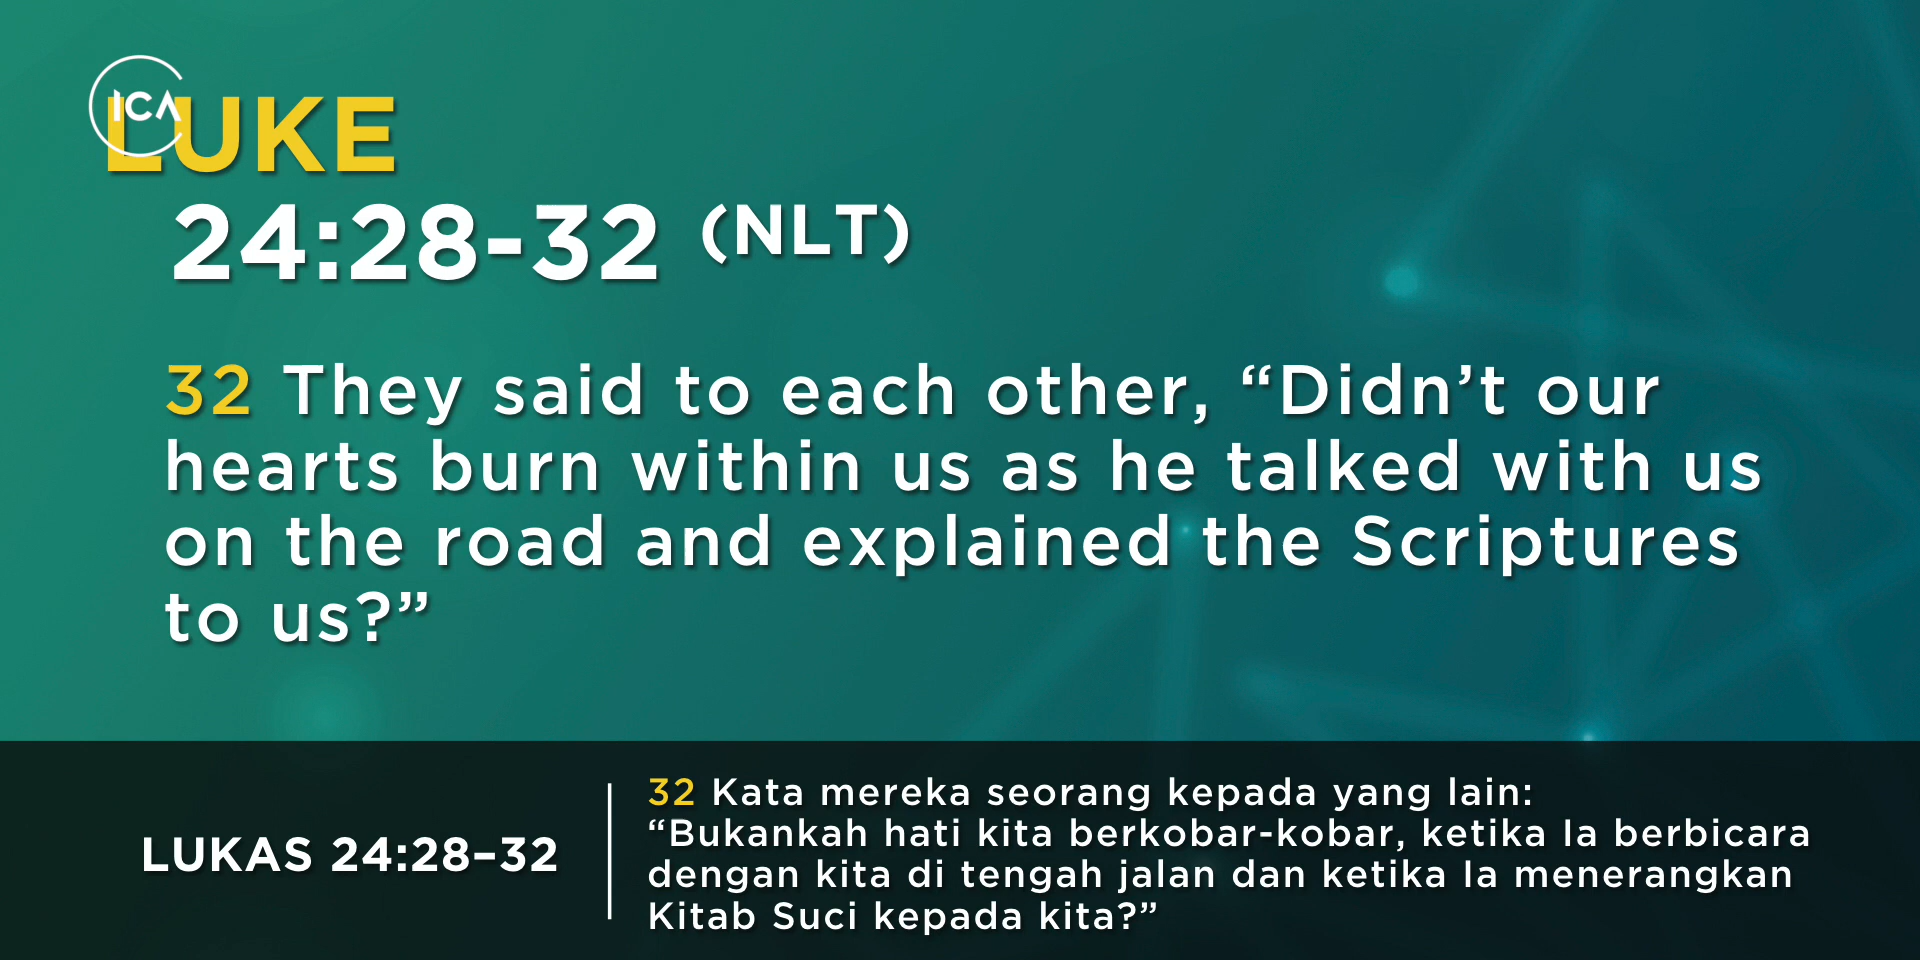 ICA
LUKE
24:28-32 (NLT)
32 They said to each other, “Didn’t our
hearts burn within us as he talked with us
on the road and explained the Scriptures
to us?”
LUKAS 24:28–32
32 Kata mereka seorang kepada yang lain:
“Bukankah hati kita berkobar-kobar, ketika Ia berbicara
dengan kita di tengah jalan dan ketika Ia menerangkan
Kitab Suci kepada kita?”